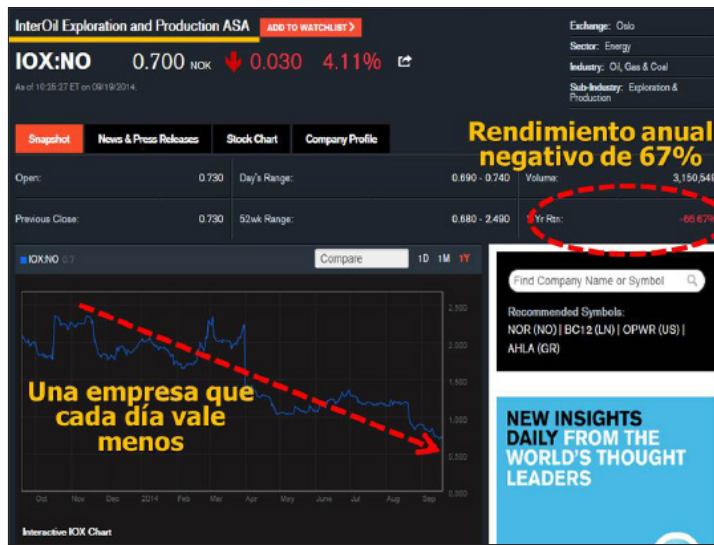 InterOil Exploration and Production ASA
ADD TO WATCHLIST >
Exchange: Oslo
Sector: Energy
Industry: Oil, Gas & Coal
Sub-Industry: Exploration &
Production
IOX:NO 0.700 NOK 0.030 4.11%
As of 10:25:27 ET on 09/19/2014.
Snapshot News & Press Releases Stock Chart Company Profile
Rendimiento anual
negativo de 67%
Open: 0.730 Day's Range: 0.690 - 0.740 Volume: 3,150,549
Previous Close: 0.730 52wk Range: 0.680 - 2.490 Yr Rtn: -66.67%
IOX:NO 0.7 Compare 1D 1M 1Y
2.500
2.000
1.500
1.000
0.500
0.000
Una empresa que
cada día vale
menos
Oct Nov Dec 2014 Feb Mar Apr May June Jul Aug Sep
Interactive IOX Chart
Find Company Name or Symbol
Recommended Symbols:
NOR (NO) | BC12 (LN) | OPWR (US) |
AHLA (GR)
NEW INSIGHTS
DAILY FROM THE
WORLD'S THOUGHT
LEADERS